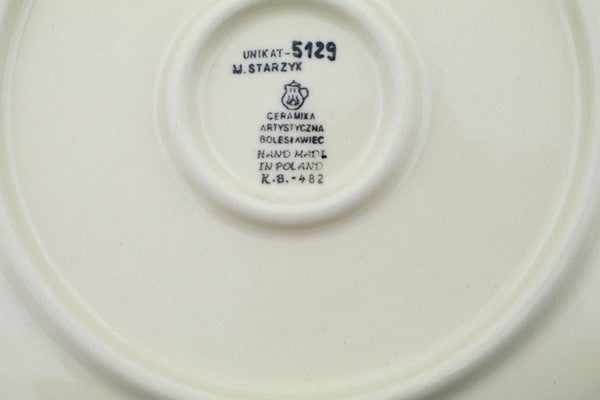 UNIKAT-5129
M. STARZYK
CERAMIKA
ARTYSTYCZNA
BOLESŁAWIEC
HAND MADE
IN POLAND
K.B.-482